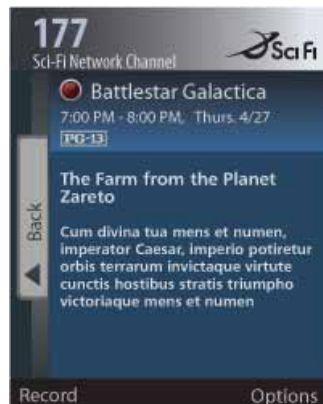 177
Sci-Fi Network Channel
SCI FI
Battlestar Galactica
7:00 PM - 8:00 PM, Thurs. 4/27
PG-13
The Farm from the Planet
Zareto
Back
Cum divina tua mens et numen,
imperator Caesar, imperio potiretur
orbis terrarum invictaque virtute
cunctis hostibus stratis triumpho
victoriaque mens et numen
Record
Options